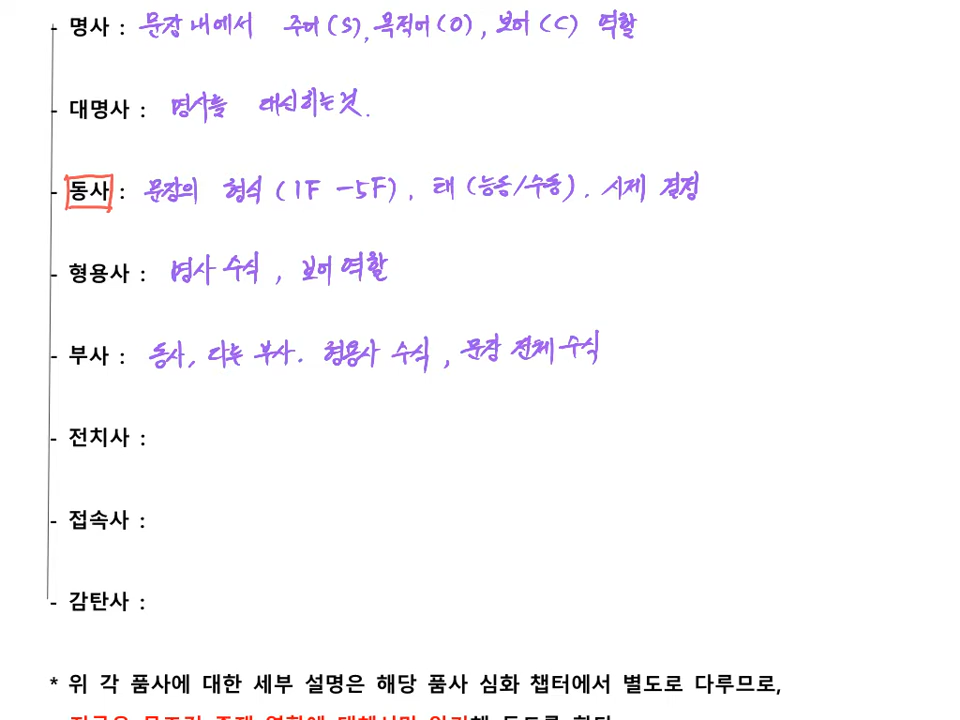 - 명사 : 문장 내에서 주어(S), 목적어(O), 보어(C) 역할
- 대명사 : 명사를 대신하는것.
- 동사 : 문장의 형식 (1F -5F), 태 (능동/수동). 시제 결정
- 형용사 : 명사 수식, 보어 역할
- 부사 : 동사, 다른 부사. 형용사 수식, 문장 전체 수식
- 전치사 :
- 접속사 :
- 감탄사 :
* 위 각 품사에 대한 세부 설명은 해당 품사 심화 챕터에서 별도로 다루므로,